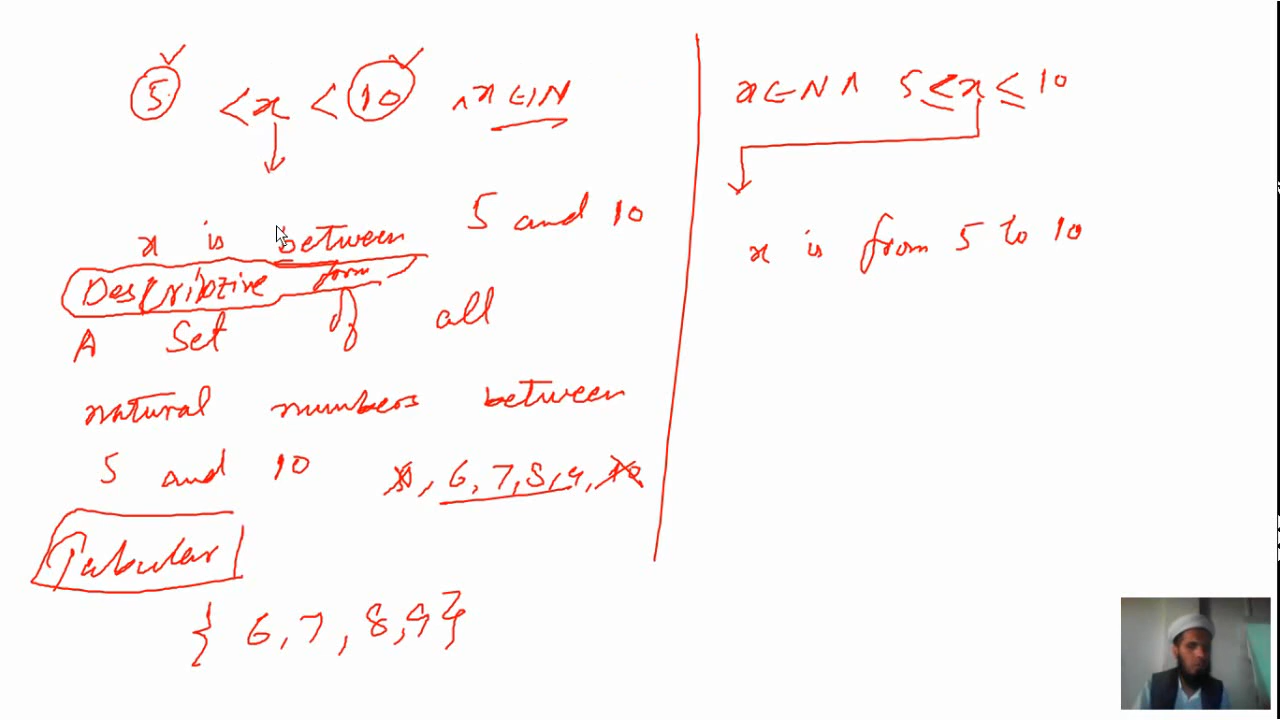 5 < x < 10 ∧ x ∈ N
x is between 5 and 10
Descriptive form
A Set of all
natural numbers between
5 and 10 5, 6, 7, 8, 9, 10
Tabular
{ 6, 7, 8, 9 }
x ∈ N ∧ 5 ≤ x ≤ 10
x is from 5 to 10